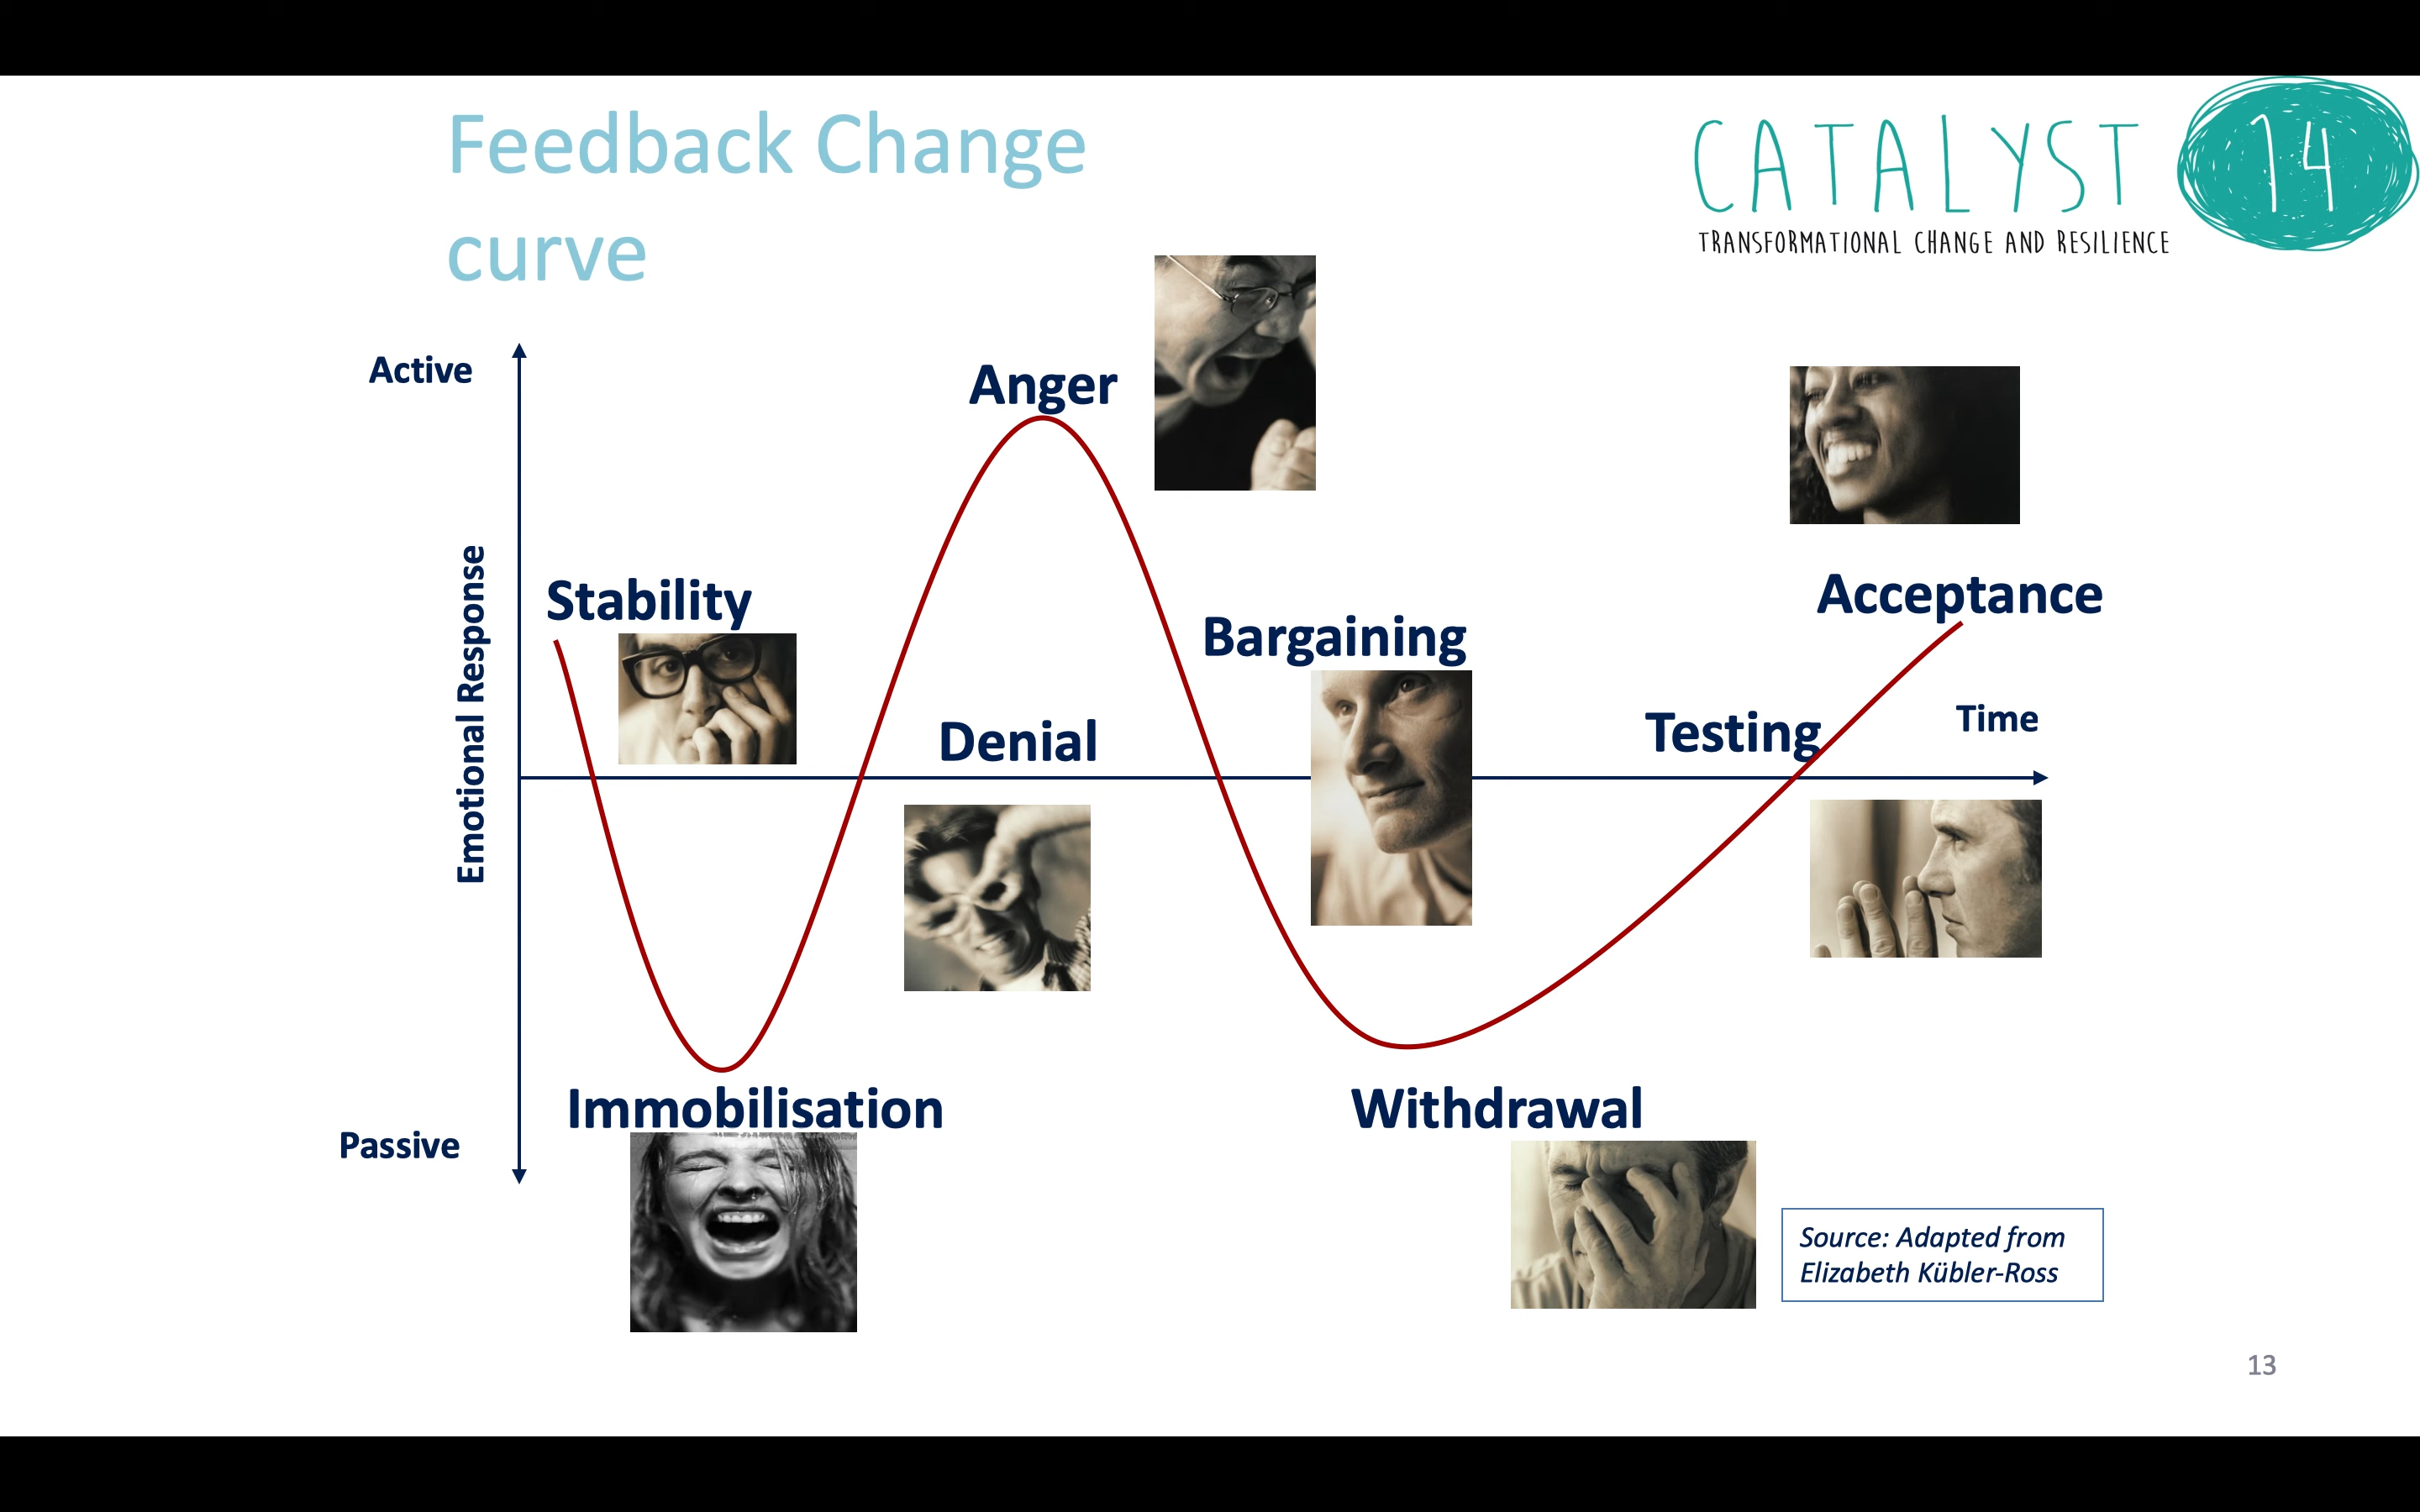 Feedback Change
curve
CATALYST 14
TRANSFORMATIONAL CHANGE AND RESILIENCE
Active
Anger
Emotional Response
Stability
Acceptance
Bargaining
Denial
Testing
Time
Immobilisation
Withdrawal
Passive
Source: Adapted from
Elizabeth Kübler-Ross
13